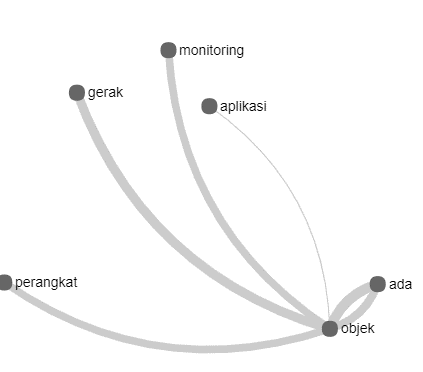 monitoring
gerak
aplikasi
perangkat
ada
objek